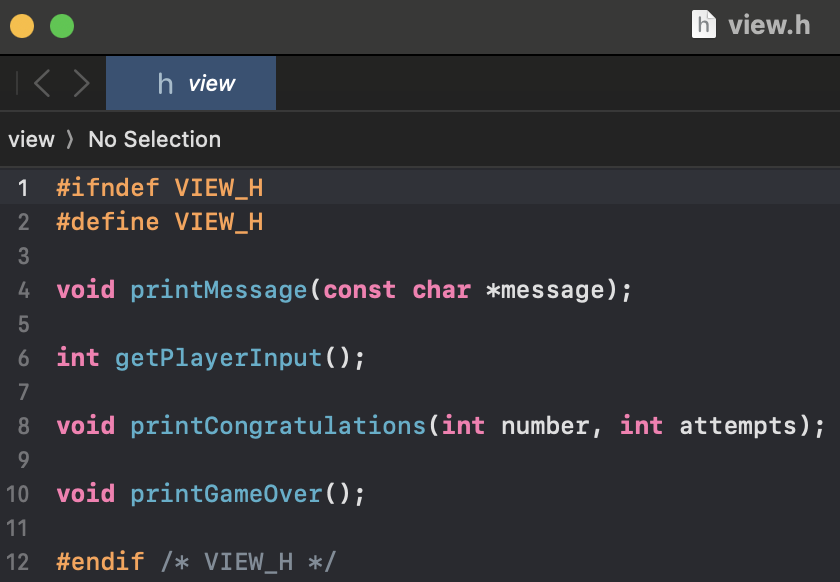 h view.h
h view
view 〉 No Selection
1 #ifndef VIEW_H
2 #define VIEW_H
3
4 void printMessage(const char *message);
5
6 int getPlayerInput();
7
8 void printCongratulations(int number, int attempts);
9
10 void printGameOver();
11
12 #endif /* VIEW_H */